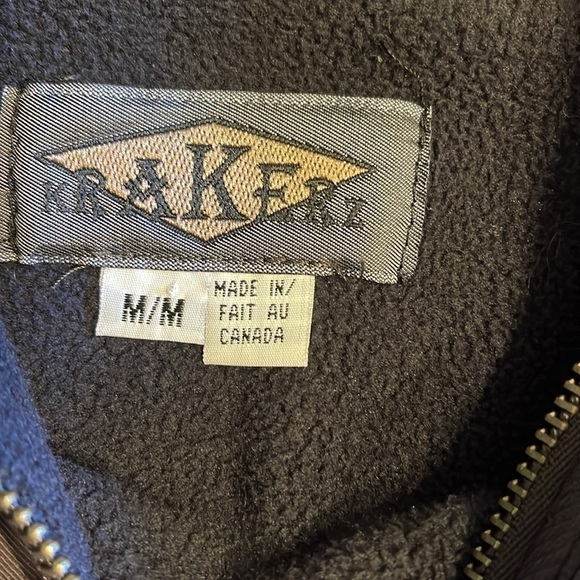 KRAKERZ
M/M
MADE IN/
FAIT AU
CANADA